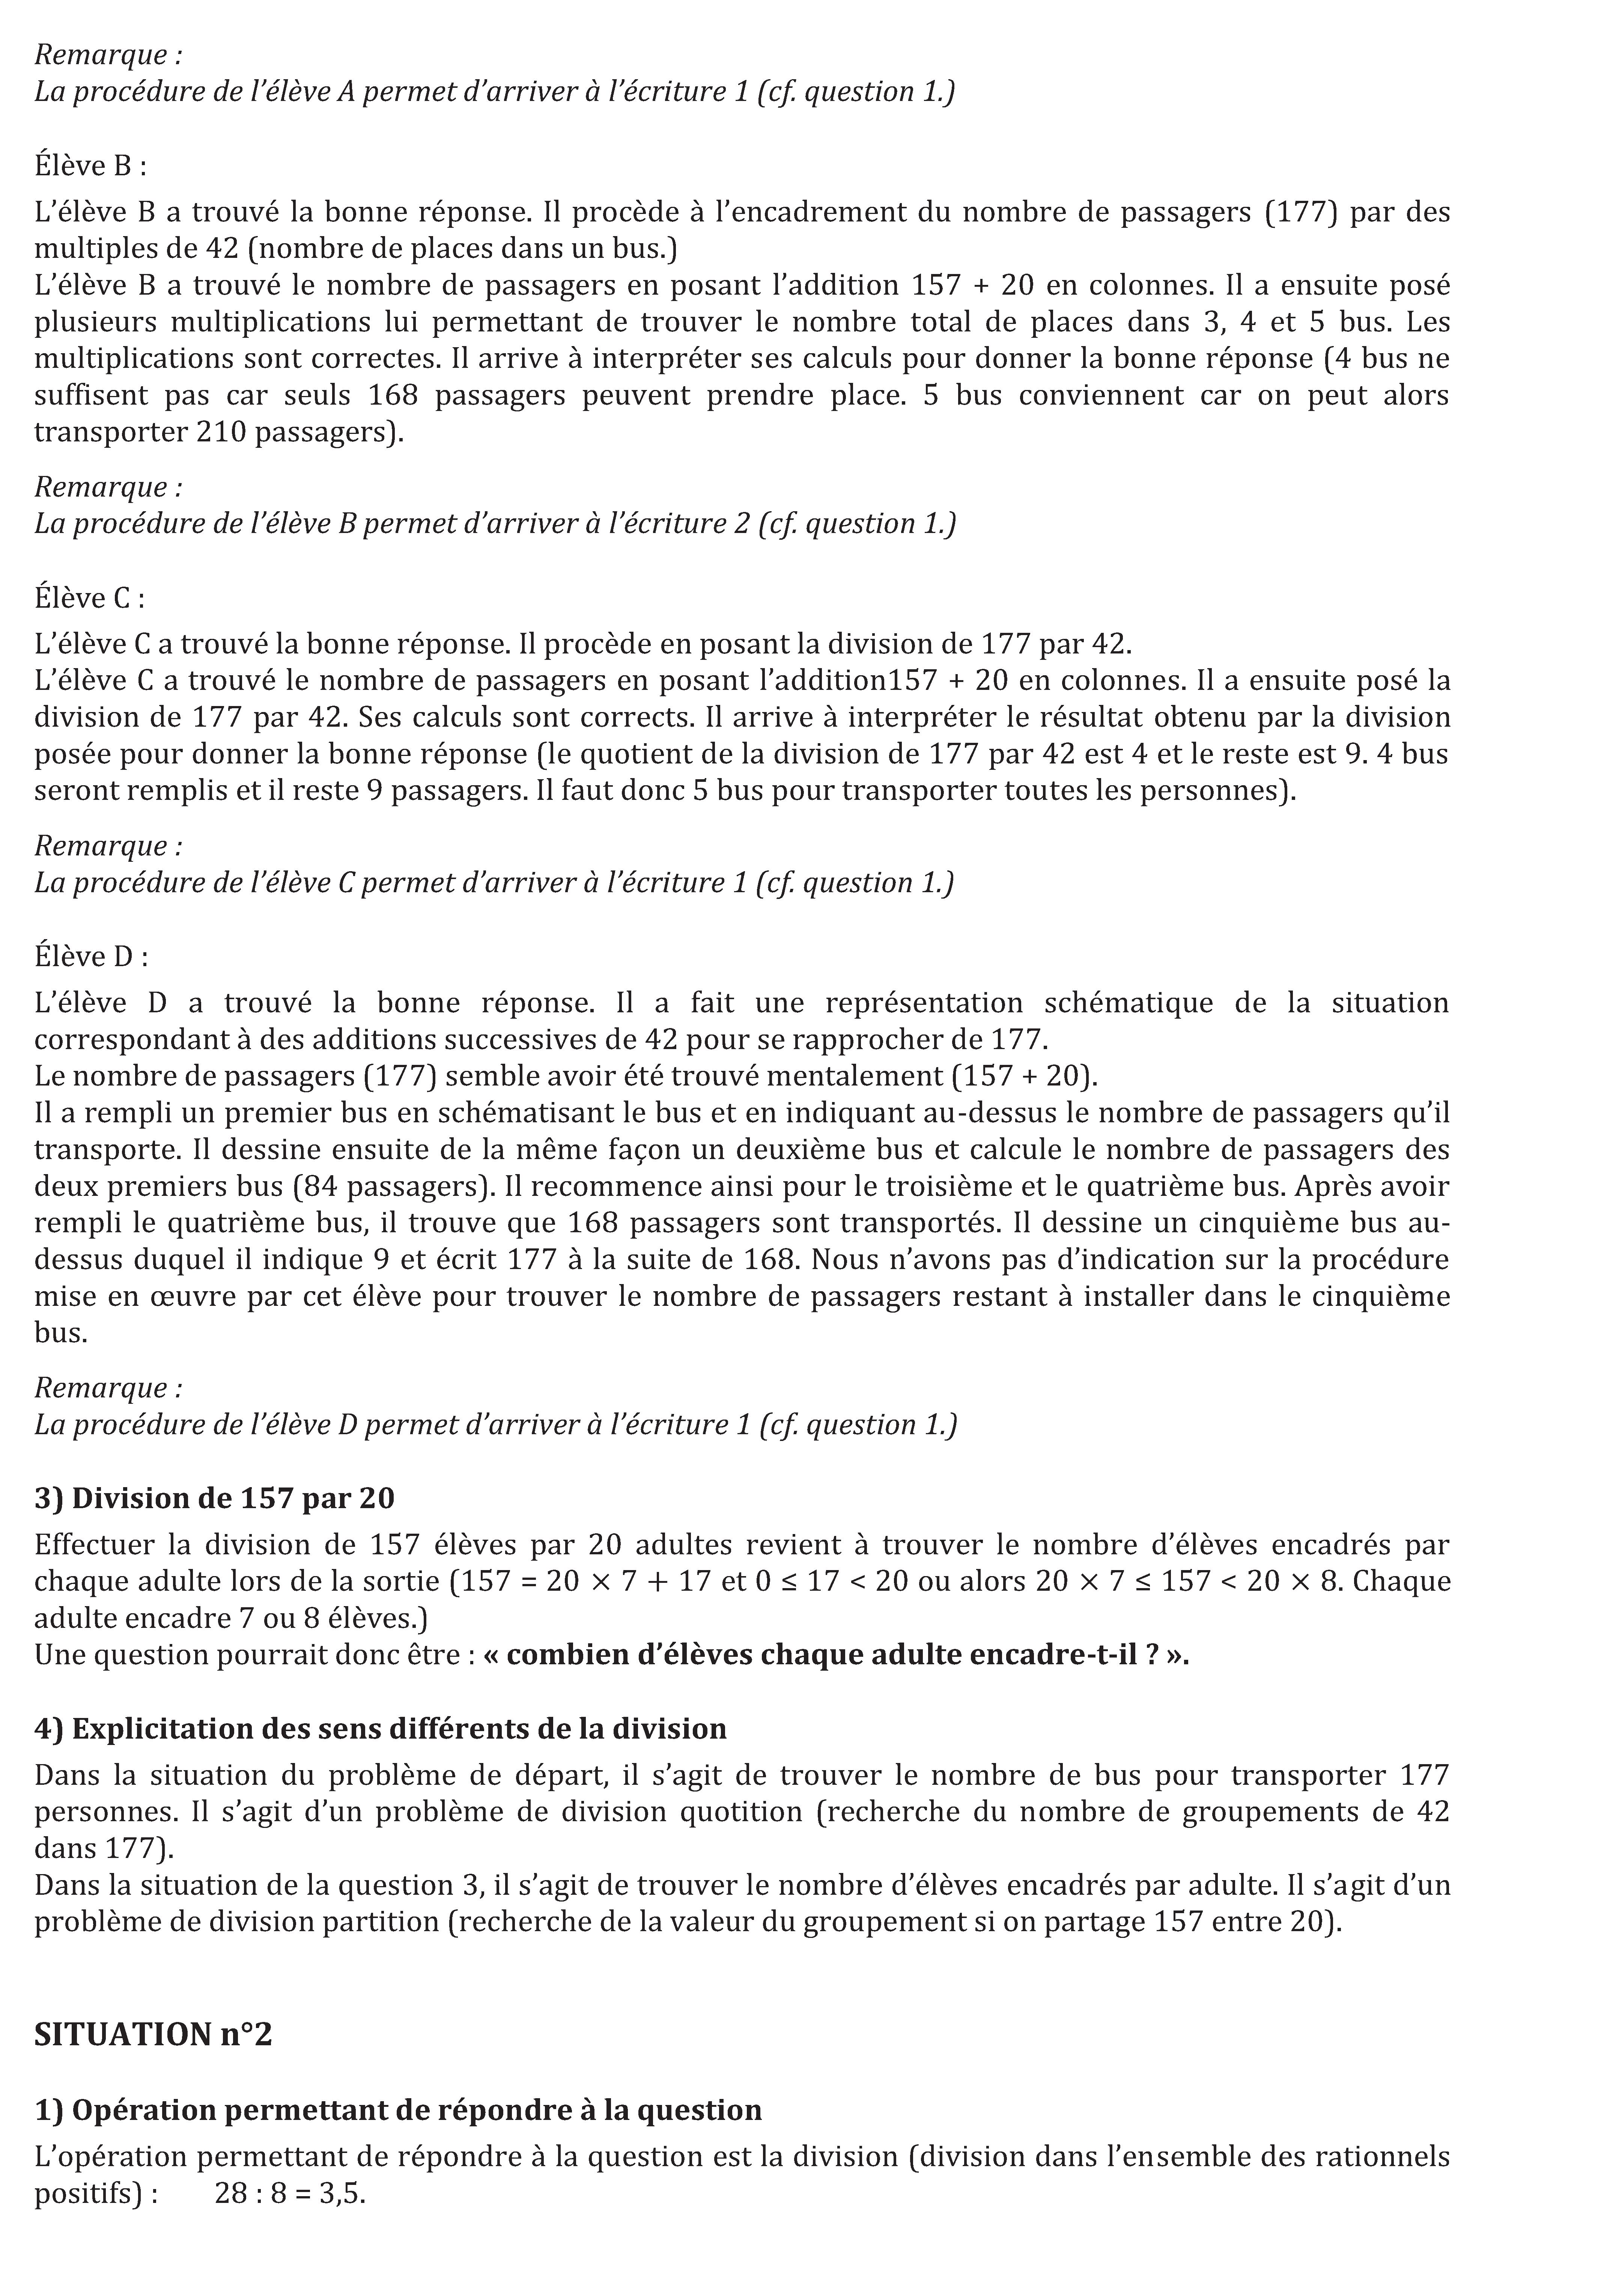 Remarque :
La procédure de l’élève A permet d’arriver à l’écriture 1 (cf. question 1.)
Élève B :
L’élève B a trouvé la bonne réponse. Il procède à l’encadrement du nombre de passagers (177) par des
multiples de 42 (nombre de places dans un bus.)
L’élève B a trouvé le nombre de passagers en posant l’addition 157 + 20 en colonnes. Il a ensuite posé
plusieurs multiplications lui permettant de trouver le nombre total de places dans 3, 4 et 5 bus. Les
multiplications sont correctes. Il arrive à interpréter ses calculs pour donner la bonne réponse (4 bus ne
suffisent pas car seuls 168 passagers peuvent prendre place. 5 bus conviennent car on peut alors
transporter 210 passagers).
Remarque :
La procédure de l’élève B permet d’arriver à l’écriture 2 (cf. question 1.)
Élève C :
L’élève C a trouvé la bonne réponse. Il procède en posant la division de 177 par 42.
L’élève C a trouvé le nombre de passagers en posant l’addition157 + 20 en colonnes. Il a ensuite posé la
division de 177 par 42. Ses calculs sont corrects. Il arrive à interpréter le résultat obtenu par la division
posée pour donner la bonne réponse (le quotient de la division de 177 par 42 est 4 et le reste est 9. 4 bus
seront remplis et il reste 9 passagers. Il faut donc 5 bus pour transporter toutes les personnes).
Remarque :
La procédure de l’élève C permet d’arriver à l’écriture 1 (cf. question 1.)
Élève D :
L’élève D a trouvé la bonne réponse. Il a fait une représentation schématique de la situation
correspondant à des additions successives de 42 pour se rapprocher de 177.
Le nombre de passagers (177) semble avoir été trouvé mentalement (157 + 20).
Il a rempli un premier bus en schématisant le bus et en indiquant au-dessus le nombre de passagers qu’il
transporte. Il dessine ensuite de la même façon un deuxième bus et calcule le nombre de passagers des
deux premiers bus (84 passagers). Il recommence ainsi pour le troisième et le quatrième bus. Après avoir
rempli le quatrième bus, il trouve que 168 passagers sont transportés. Il dessine un cinquième bus au-
dessus duquel il indique 9 et écrit 177 à la suite de 168. Nous n’avons pas d’indication sur la procédure
mise en œuvre par cet élève pour trouver le nombre de passagers restant à installer dans le cinquième
bus.
Remarque :
La procédure de l’élève D permet d’arriver à l’écriture 1 (cf. question 1.)
3) Division de 157 par 20
Effectuer la division de 157 élèves par 20 adultes revient à trouver le nombre d’élèves encadrés par
chaque adulte lors de la sortie (157 = 20 × 7 + 17 et 0 ≤ 17 < 20 ou alors 20 × 7 ≤ 157 < 20 × 8. Chaque
adulte encadre 7 ou 8 élèves.)
Une question pourrait donc être : « combien d’élèves chaque adulte encadre-t-il ? ».
4) Explicitation des sens différents de la division
Dans la situation du problème de départ, il s’agit de trouver le nombre de bus pour transporter 177
personnes. Il s’agit d’un problème de division quotition (recherche du nombre de groupements de 42
dans 177).
Dans la situation de la question 3, il s’agit de trouver le nombre d’élèves encadrés par adulte. Il s’agit d’un
problème de division partition (recherche de la valeur du groupement si on partage 157 entre 20).
SITUATION n°2
1) Opération permettant de répondre à la question
L’opération permettant de répondre à la question est la division (division dans l’ensemble des rationnels
positifs) : 28 : 8 = 3,5.